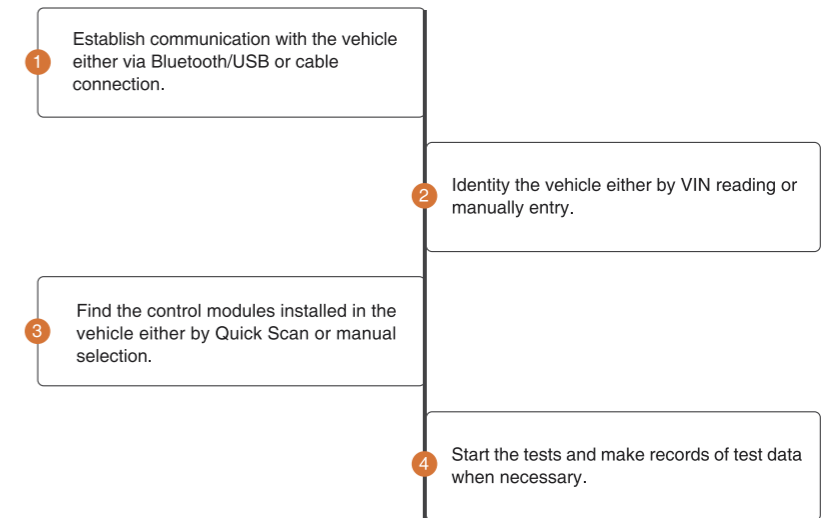 Establish communication with the vehicle
either via Bluetooth/USB or cable
connection.
1
Identity the vehicle either by VIN reading or
manually entry.
2
Find the control modules installed in the
vehicle either by Quick Scan or manual
selection.
3
Start the tests and make records of test data
when necessary.
4